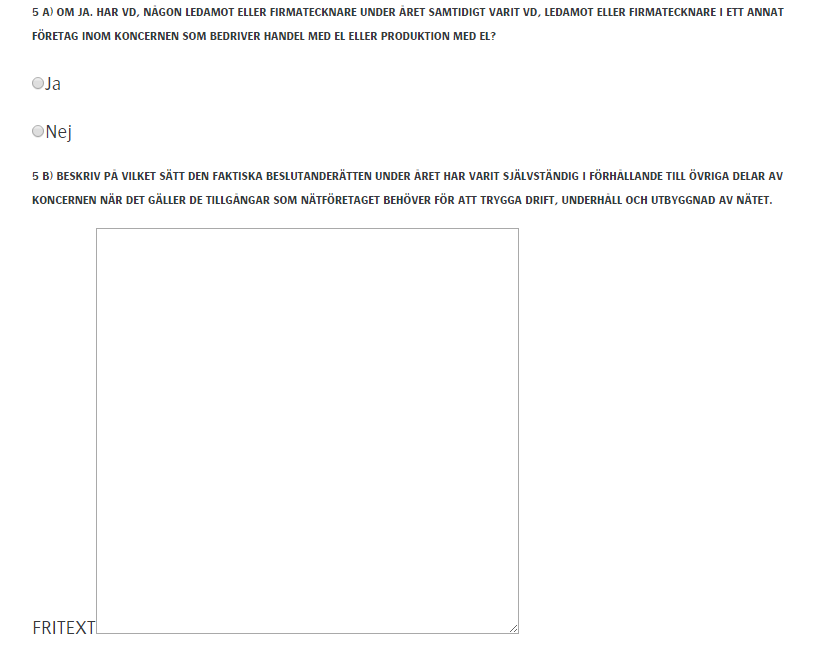 5 A) OM JA. HAR VD, NÅGON LEDAMOT ELLER FIRMATECKNARE UNDER ÅRET SAMTIDIGT VARIT VD, LEDAMOT ELLER FIRMATECKNARE I ETT ANNAT
FÖRETAG INOM KONCERNEN SOM BEDRIVER HANDEL MED EL ELLER PRODUKTION MED EL?
Ja
Nej
5 B) BESKRIV PÅ VILKET SÄTT DEN FAKTISKA BESLUTANDERÄTTEN UNDER ÅRET HAR VARIT SJÄLVSTÄNDIG I FÖRHÅLLANDE TILL ÖVRIGA DELAR AV
KONCERNEN NÄR DET GÄLLER DE TILLGÅNGAR SOM NÄTFÖRETAGET BEHÖVER FÖR ATT TRYGGA DRIFT, UNDERHÅLL OCH UTBYGGNAD AV NÄTET.
FRITEXT